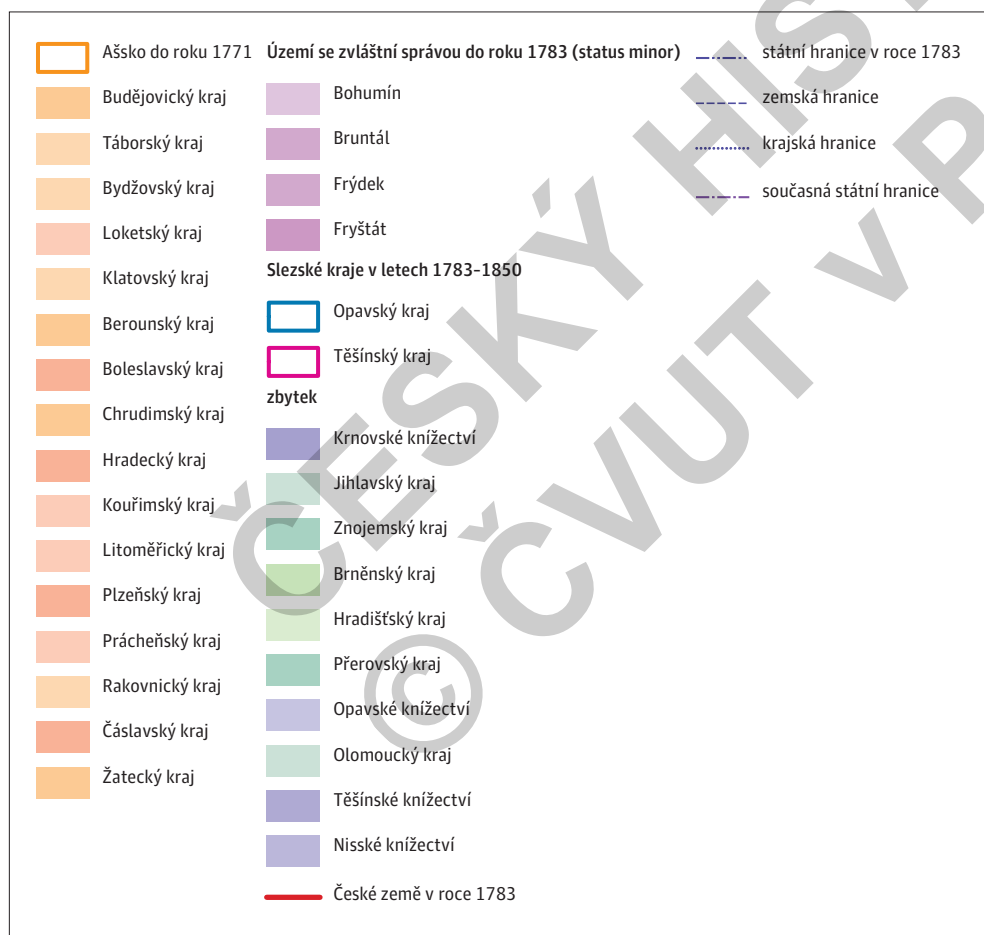 Ašsko do roku 1771
Budějovický kraj
Táborský kraj
Bydžovský kraj
Loketský kraj
Klatovský kraj
Berounský kraj
Boleslavský kraj
Chrudimský kraj
Hradecký kraj
Kouřimský kraj
Litoměřický kraj
Plzeňský kraj
Prácheňský kraj
Rakovnický kraj
Čáslavský kraj
Žatecký kraj
Území se zvláštní správou do roku 1783 (status minor)
Bohumín
Bruntál
Frýdek
Fryštát
Slezské kraje v letech 1783-1850
Opavský kraj
Těšínský kraj
zbytek
Krnovské knížectví
Jihlavský kraj
Znojemský kraj
Brněnský kraj
Hradišťský kraj
Přerovský kraj
Opavské knížectví
Olomoucký kraj
Těšínské knížectví
Nisské knížectví
České země v roce 1783
státní hranice v roce 1783
zemská hranice
krajská hranice
současná státní hranice
ČESKÝ HIS
© ČVUT v P